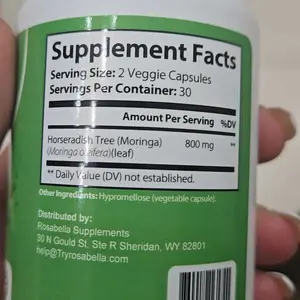 Supplement Facts
Serving Size: 2 Veggie Capsules
Servings Per Container: 30
Amount Per Serving %DV
Horseradish Tree (Moringa) 800 mg **
(Moringa oleifera)(leaf)
** Daily Value (DV) not established.
Other Ingredients: Hypromellose (vegetable capsule).
Distributed by:
Rosabella Supplements
30 N Gould St, Ste R Sheridan, WY 82801
help@Tryrosabella.com